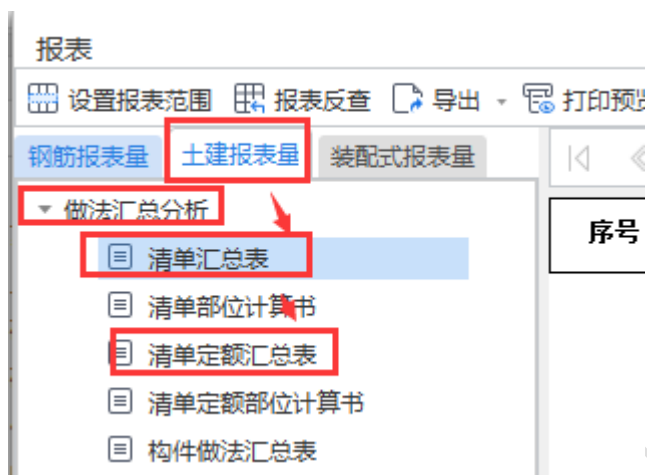 报表
设置报表范围 报表反查 导出 打印预览
钢筋报表量 土建报表量 装配式报表量
做法汇总分析
序号
清单汇总表
清单部位计算书
清单定额汇总表
清单定额部位计算书
构件做法汇总表